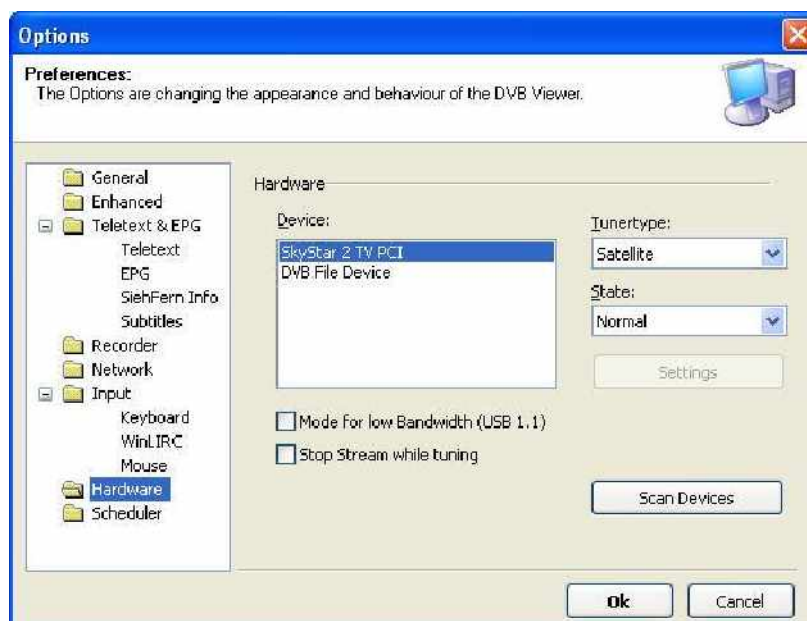 Options
Preferences:
The Options are changing the appearance and behaviour of the DVB Viewer.
General
Enhanced
Teletext & EPG
Teletext
EPG
SiehFern Info
Subtitles
Recorder
Network
Input
Keyboard
WinLIRC
Mouse
Hardware
Scheduler
Hardware
Device:
SkyStar 2 TV PCI
DVB File Device
Tunertype:
Satellite
State:
Normal
Settings
Mode for low Bandwidth (USB 1.1)
Stop Stream while tuning
Scan Devices
Ok
Cancel